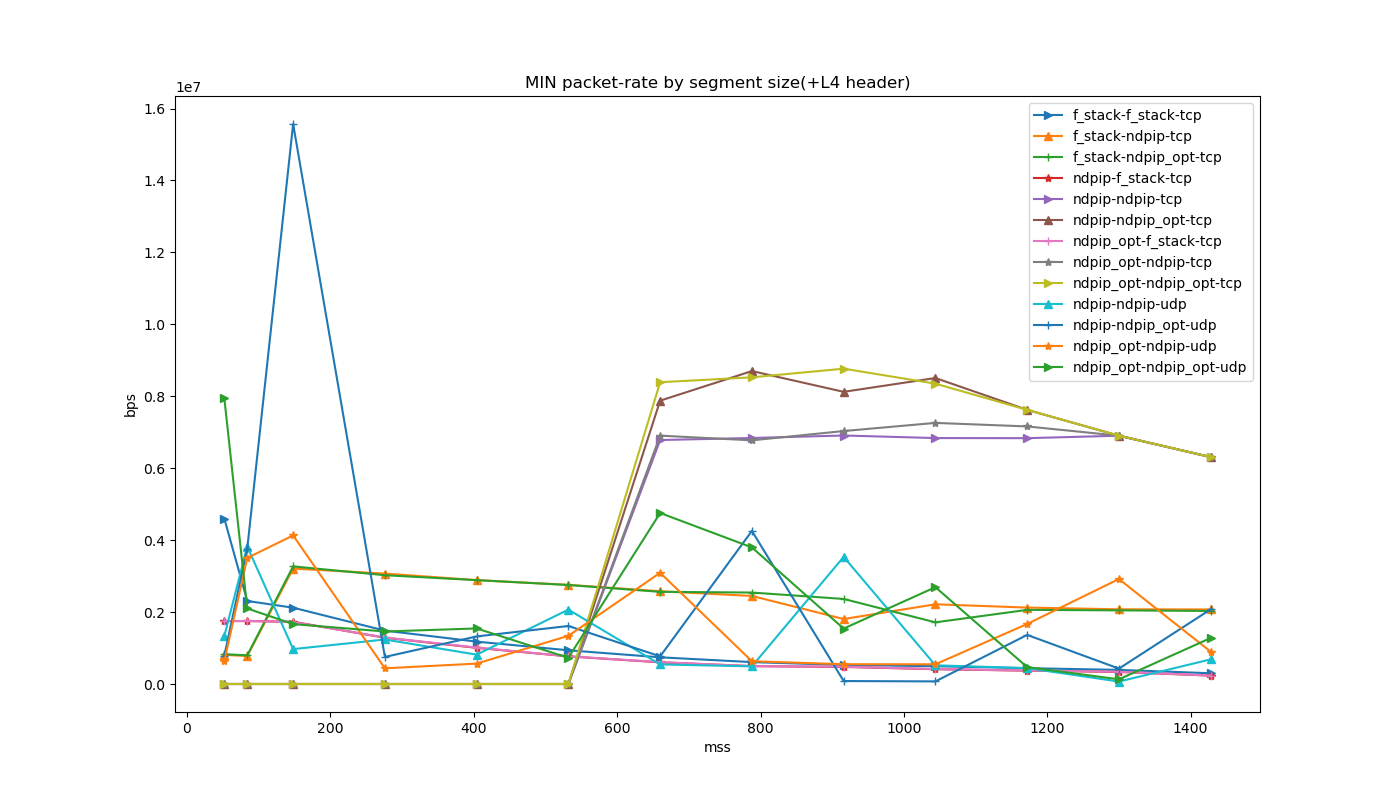 MIN packet-rate by segment size(+L4 header)
1e7
1.6
1.4
1.2
1.0
0.8
0.6
0.4
0.2
0.0
bps
0 200 400 600 800 1000 1200 1400
mss
f_stack-f_stack-tcp
f_stack-ndpip-tcp
f_stack-ndpip_opt-tcp
ndpip-f_stack-tcp
ndpip-ndpip-tcp
ndpip-ndpip_opt-tcp
ndpip_opt-f_stack-tcp
ndpip_opt-ndpip-tcp
ndpip_opt-ndpip_opt-tcp
ndpip-ndpip-udp
ndpip-ndpip_opt-udp
ndpip_opt-ndpip-udp
ndpip_opt-ndpip_opt-udp